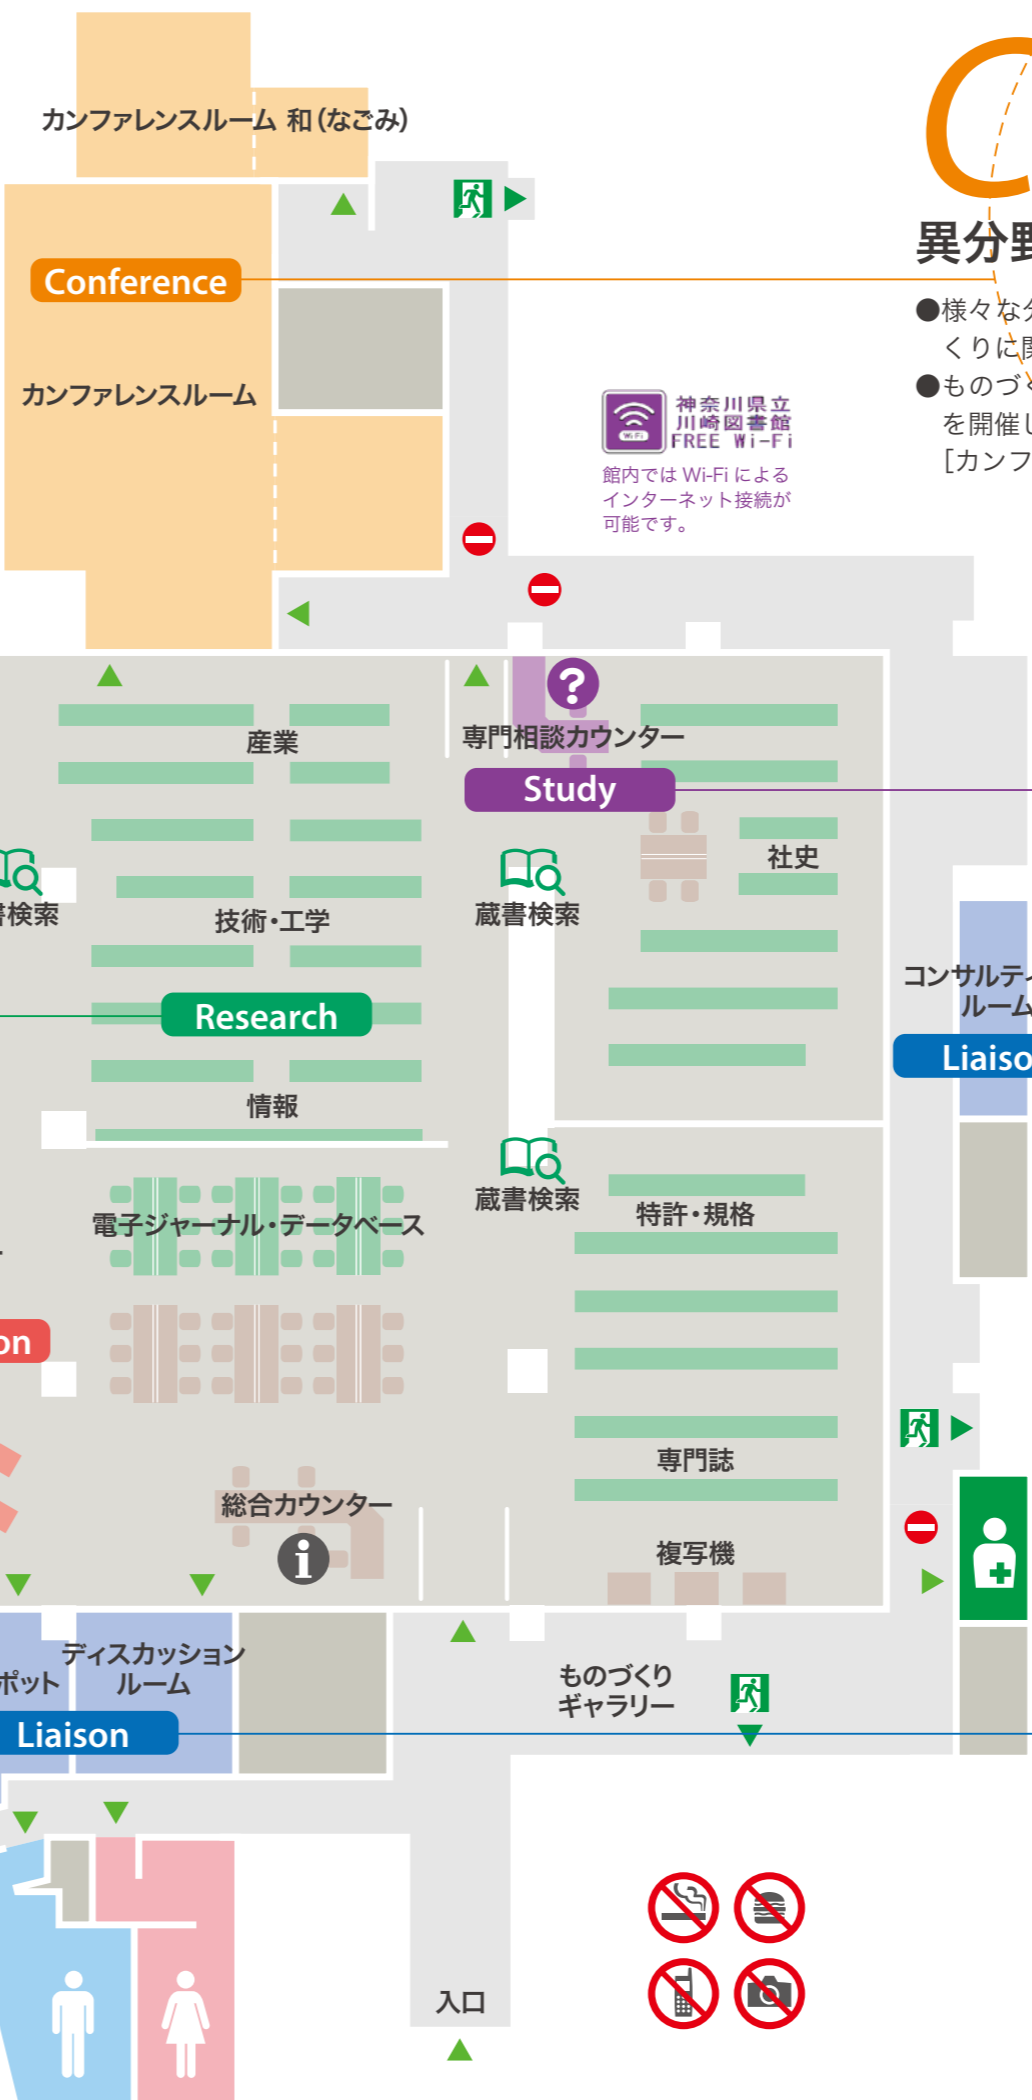 カンファレンスルーム 和(なごみ)
Conference
カンファレンスルーム
異分野
●様々な
くりに
●ものづ
を開催し
[カンフ
Wi-Fi
神奈川県立
川崎図書館
FREE Wi-Fi
館内では Wi-Fi による
インターネット接続が
可能です。
産業
?
専門相談カウンター
Study
社史
書検索
蔵書検索
技術・工学
コンサルティ
ルーム
Research
Liaiso
情報
蔵書検索
特許・規格
電子ジャーナル・データベース
on
専門誌
総合カウンター
i
複写機
ディスカッション
ルーム
ポット
ものづくり
ギャラリー
Liaison
入口